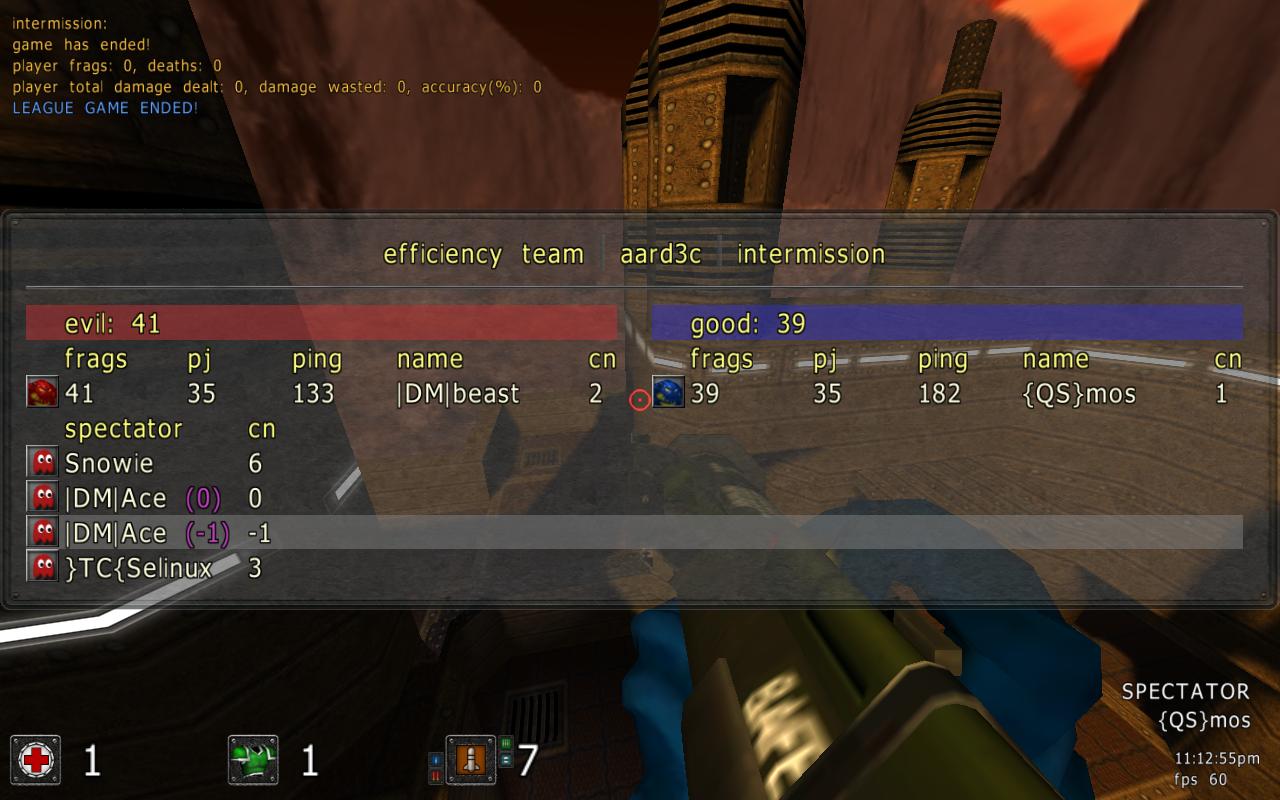 intermission:
game has ended!
player frags: 0, deaths: 0
player total damage dealt: 0, damage wasted: 0, accuracy(%): 0
LEAGUE GAME ENDED!
efficiency team aard3c intermission
evil: 41 good: 39
frags pj ping name cn frags pj ping name cn
41 35 133 |DM|beast 2 39 35 182 {QS}mos 1
spectator cn
Snowie 6
|DM|Ace (0) 0
|DM|Ace (-1) -1
}TC{Selinux 3
SPECTATOR
{QS}mos
1 1 7
11:12:55pm
fps 60